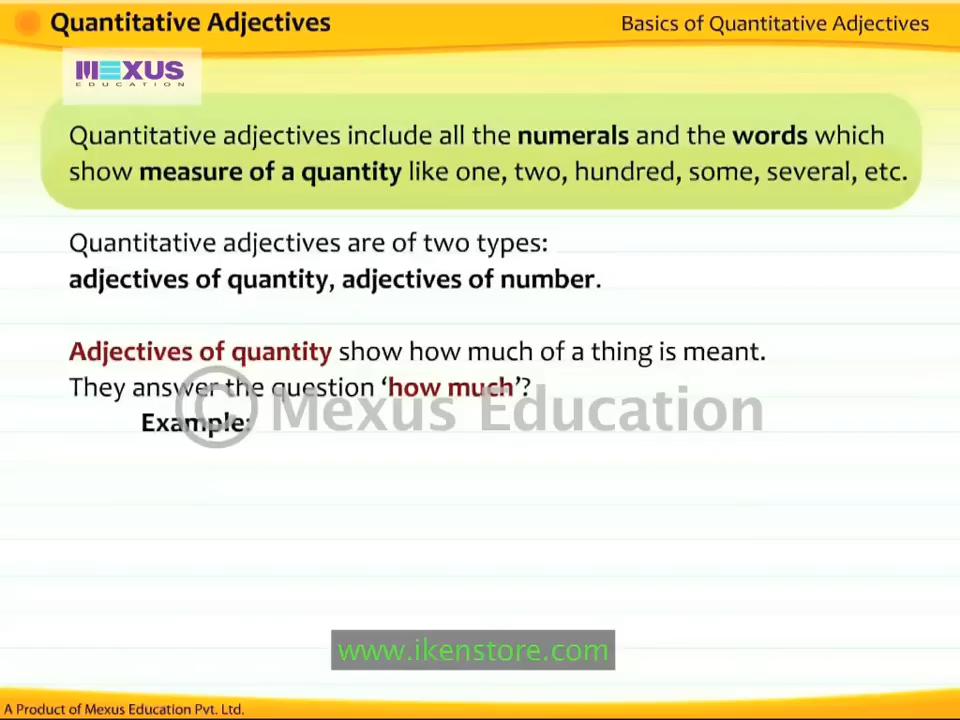 Quantitative Adjectives
Basics of Quantitative Adjectives
MEXUS
EDUCATION
Quantitative adjectives include all the numerals and the words which
show measure of a quantity like one, two, hundred, some, several, etc.
Quantitative adjectives are of two types:
adjectives of quantity, adjectives of number.
Adjectives of quantity show how much of a thing is meant.
They answer the question ‘how much’?
© Mexus Education
Example:
www.ikenstore.com
A Product of Mexus Education Pvt. Ltd.